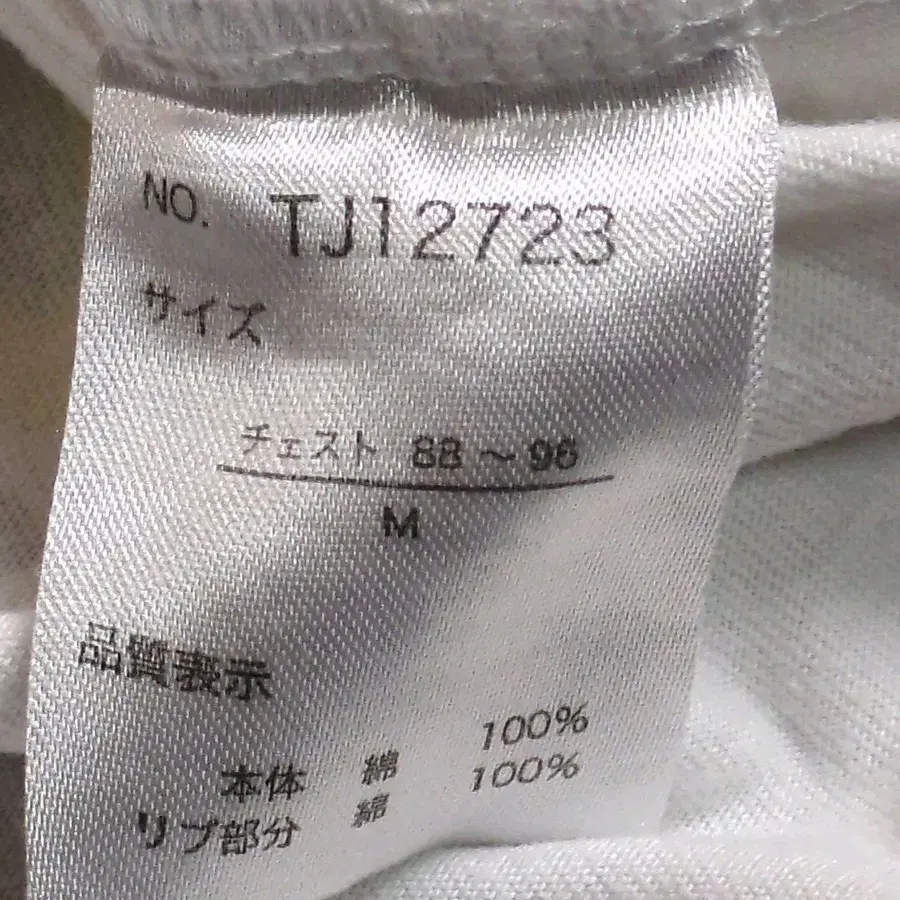 NO. TJ12723
サイズ
チェスト 88～96
M
品質表示
本体 綿 100%
リブ部分 綿 100%